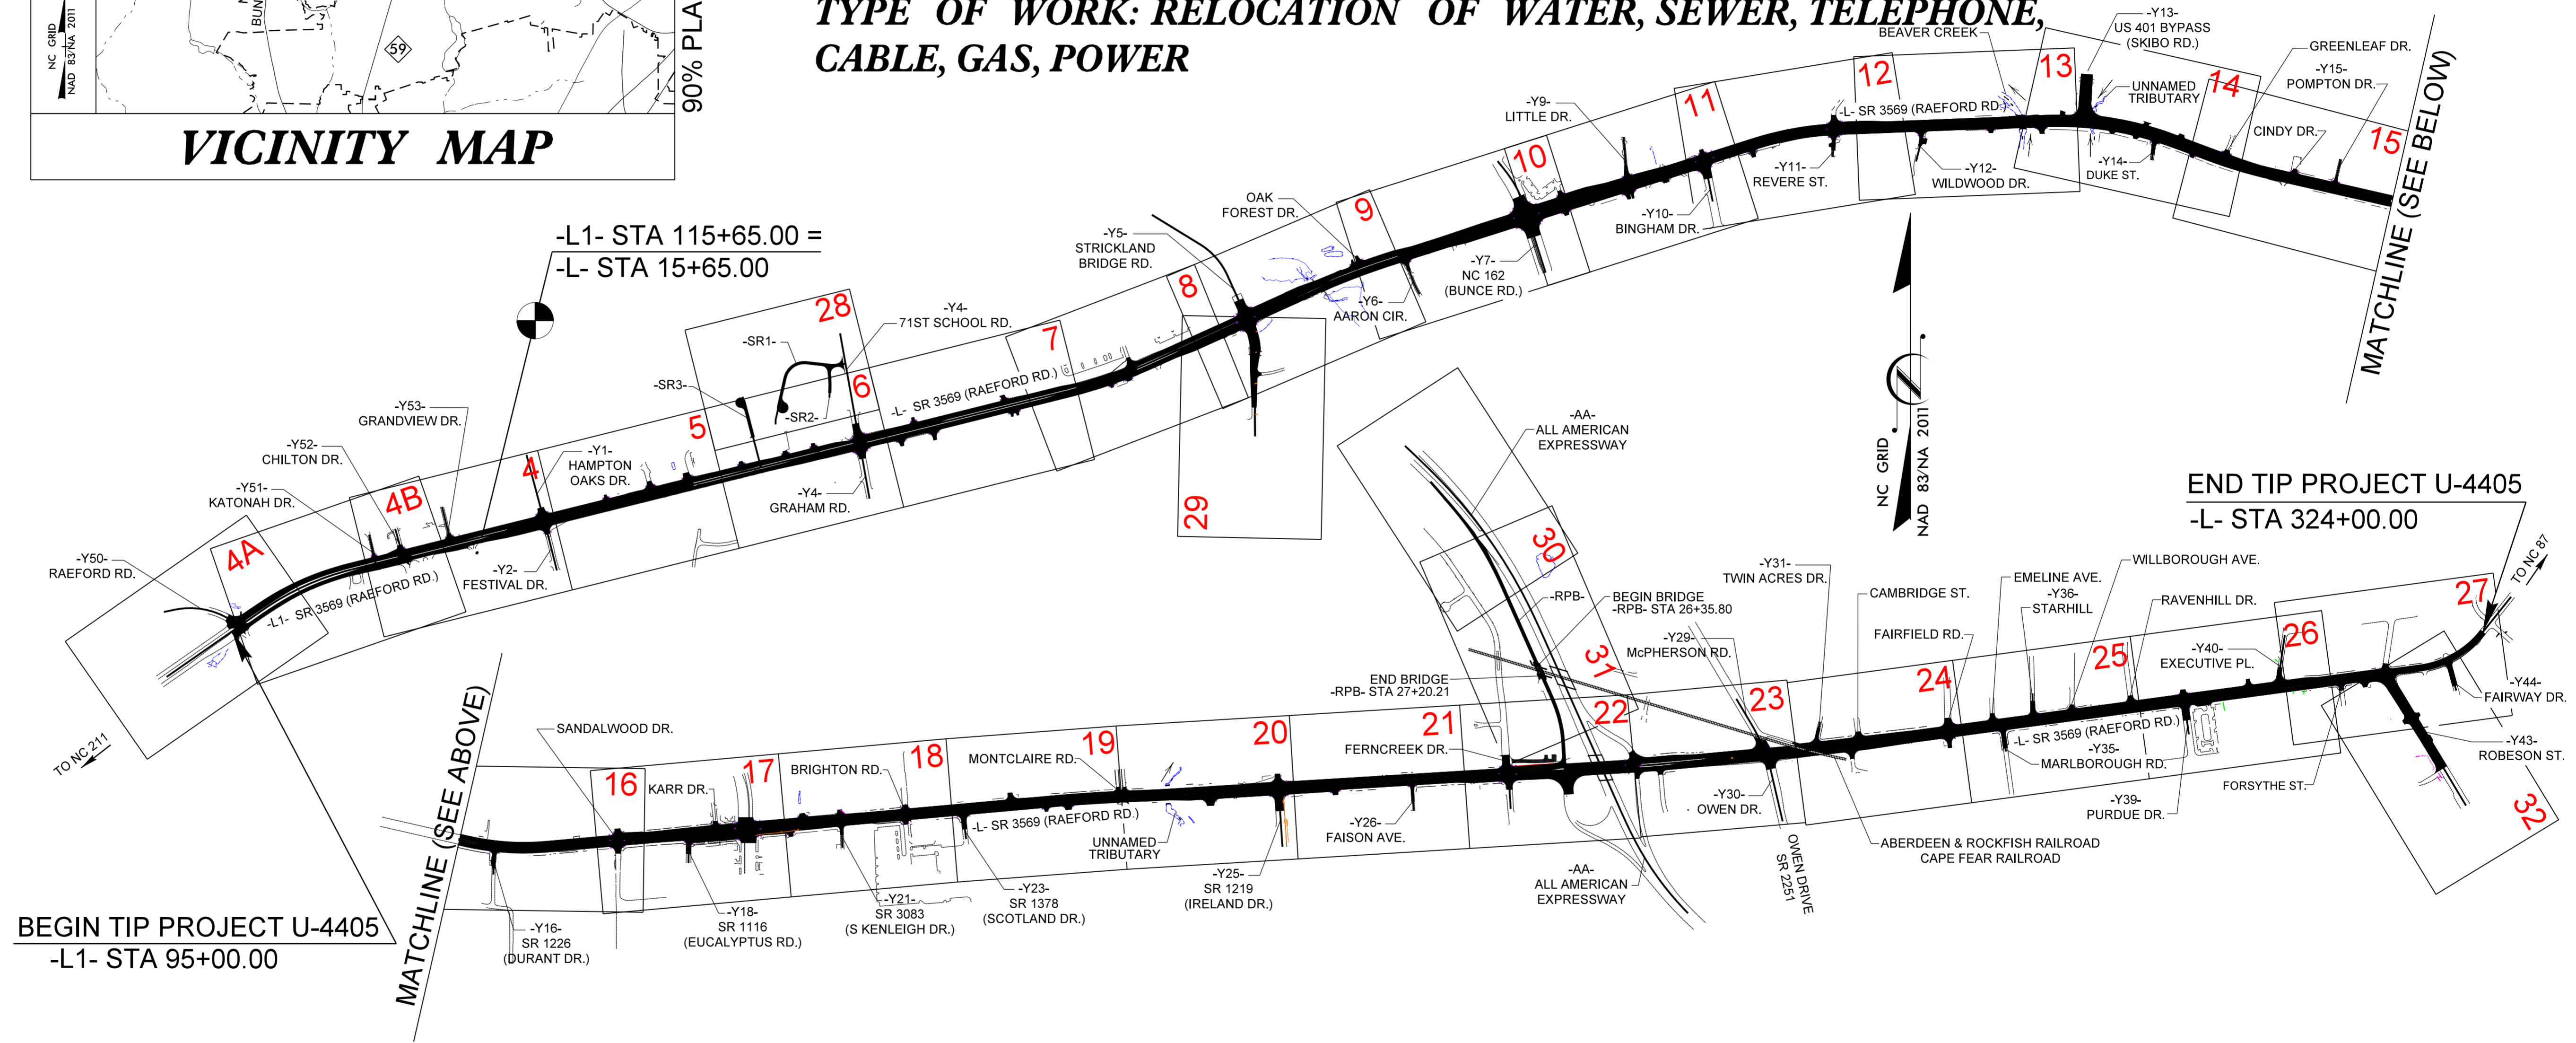 NC GRID
NAD 83/NA 2011
BUN
59
90% PLA
VICINITY MAP
TYPE OF WORK: RELOCATION OF WATER, SEWER, TELEPHONE,
CABLE, GAS, POWER
-L1- STA 115+65.00 =
-L- STA 15+65.00
-Y50-
RAEFORD RD.
4A
-L1- SR 3569 (RAEFORD RD.)
TO NC 211
-Y51-
KATONAH DR.
-Y52-
CHILTON DR.
4B
-Y53-
GRANDVIEW DR.
4
-Y1-
HAMPTON
OAKS DR.
-Y2-
FESTIVAL DR.
5
28
-SR1-
-SR3-
-SR2-
-Y4-
71ST SCHOOL RD.
6
-Y4-
GRAHAM RD.
-L- SR 3569 (RAEFORD RD.)
7
8
-Y5-
STRICKLAND
BRIDGE RD.
29
OAK
FOREST DR.
9
-Y6-
AARON CIR.
10
-Y7-
NC 162
(BUNCE RD.)
-Y9-
LITTLE DR.
11
-Y10-
BINGHAM DR.
-Y11-
REVERE ST.
12
-L- SR 3569 (RAEFORD RD.)
-Y12-
WILDWOOD DR.
BEAVER CREEK
13
-Y13-
US 401 BYPASS
(SKIBO RD.)
UNNAMED
TRIBUTARY
-Y14-
DUKE ST.
14
GREENLEAF DR.
-Y15-
POMPTON DR.
CINDY DR.
15
MATCHLINE (SEE BELOW)
NC GRID
NAD 83/NA 2011
BEGIN TIP PROJECT U-4405
-L1- STA 95+00.00
MATCHLINE (SEE ABOVE)
-Y16-
SR 1226
(DURANT DR.)
SANDALWOOD DR.
16
KARR DR.
-Y18-
SR 1116
(EUCALYPTUS RD.)
17
BRIGHTON RD.
-Y21-
SR 3083
(S KENLEIGH DR.)
18
-Y23-
SR 1378
(SCOTLAND DR.)
-L- SR 3569 (RAEFORD RD.)
MONTCLAIRE RD.
19
UNNAMED
TRIBUTARY
20
-Y25-
SR 1219
(IRELAND DR.)
-Y26-
FAISON AVE.
21
FERNCREEK DR.
-AA-
ALL AMERICAN
EXPRESSWAY
30
-RPB-
BEGIN BRIDGE
-RPB- STA 26+35.80
END BRIDGE
-RPB- STA 27+20.21
31
22
-AA-
ALL AMERICAN
EXPRESSWAY
-Y29-
McPHERSON RD.
23
-Y30-
OWEN DR.
OWEN DRIVE
SR 2251
-Y31-
TWIN ACRES DR.
CAMBRIDGE ST.
ABERDEEN & ROCKFISH RAILROAD
CAPE FEAR RAILROAD
FAIRFIELD RD.
24
EMELINE AVE.
-Y36-
STARHILL
WILLBOROUGH AVE.
RAVENHILL DR.
25
-L- SR 3569 (RAEFORD RD.)
-Y35-
MARLBOROUGH RD.
-Y39-
PURDUE DR.
-Y40-
EXECUTIVE PL.
26
FORSYTHE ST.
27
END TIP PROJECT U-4405
-L- STA 324+00.00
TO NC 87
-Y44-
FAIRWAY DR.
-Y43-
ROBESON ST.
32